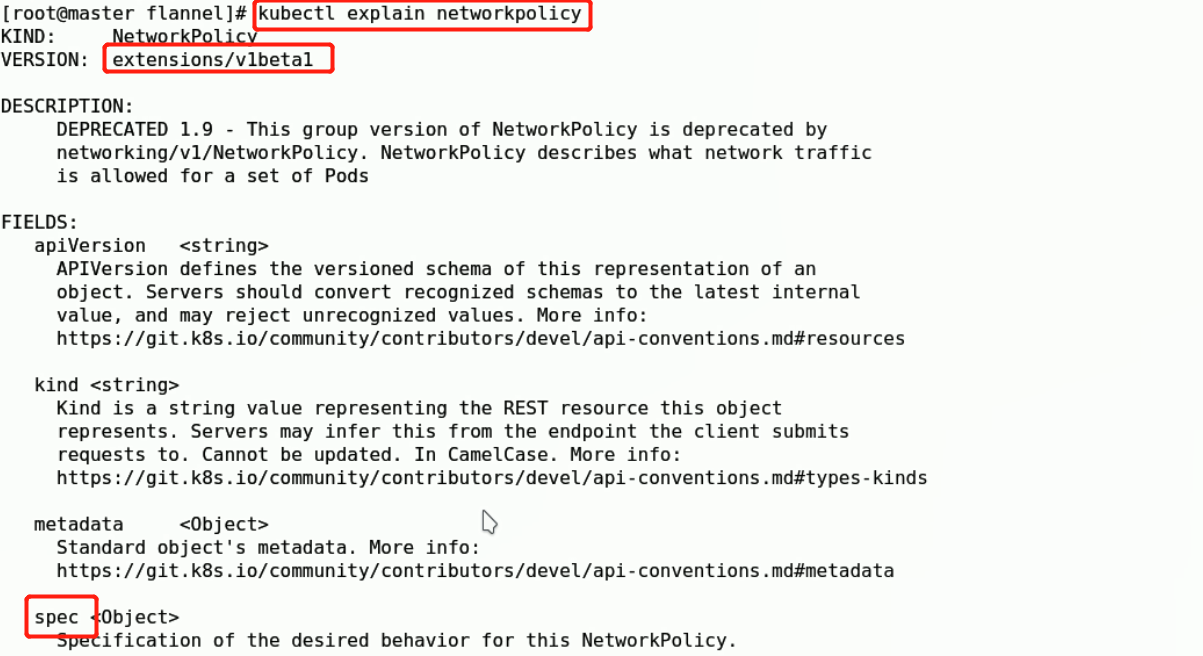 [root@master flannel]# kubectl explain networkpolicy
KIND:     NetworkPolicy
VERSION:  extensions/v1beta1
DESCRIPTION:
     DEPRECATED 1.9 - This group version of NetworkPolicy is deprecated by
     networking/v1/NetworkPolicy. NetworkPolicy describes what network traffic
     is allowed for a set of Pods
FIELDS:
   apiVersion   <string>
     APIVersion defines the versioned schema of this representation of an
     object. Servers should convert recognized schemas to the latest internal
     value, and may reject unrecognized values. More info:
     https://git.k8s.io/community/contributors/devel/api-conventions.md#resources
   kind <string>
     Kind is a string value representing the REST resource this object
     represents. Servers may infer this from the endpoint the client submits
     requests to. Cannot be updated. In CamelCase. More info:
     https://git.k8s.io/community/contributors/devel/api-conventions.md#types-kinds
   metadata     <Object>
     Standard object's metadata. More info:
     https://git.k8s.io/community/contributors/devel/api-conventions.md#metadata
   spec <Object>
     Specification of the desired behavior for this NetworkPolicy.